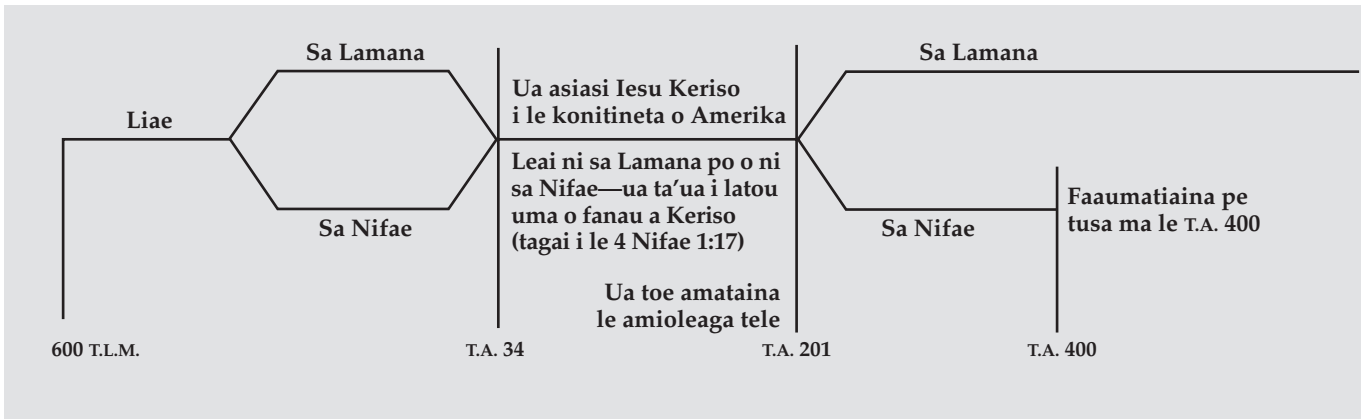 Sa Lamana
Sa Lamana
Liae
Ua asiasi Iesu Keriso
i le konitineta o Amerika
Leai ni sa Lamana po o ni
sa Nifae—ua ta’ua i latou
uma o fanau a Keriso
(tagai i le 4 Nifae 1:17)
Sa Nifae
Sa Nifae
Faaumatiaina pe
tusa ma le T.A. 400
Ua toe amataina
le amioleaga tele
600 T.L.M.
T.A. 34
T.A. 201
T.A. 400